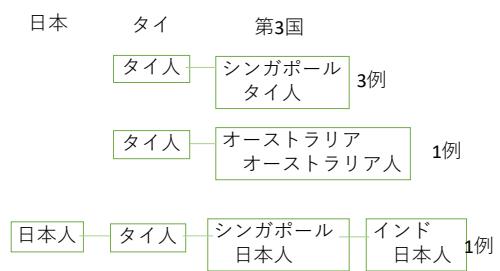 日本 タイ 第3国
タイ人 シンガポール
タイ人 3例
タイ人 オーストラリア
オーストラリア人 1例
日本人 タイ人 シンガポール インド
日本人 日本人 1例